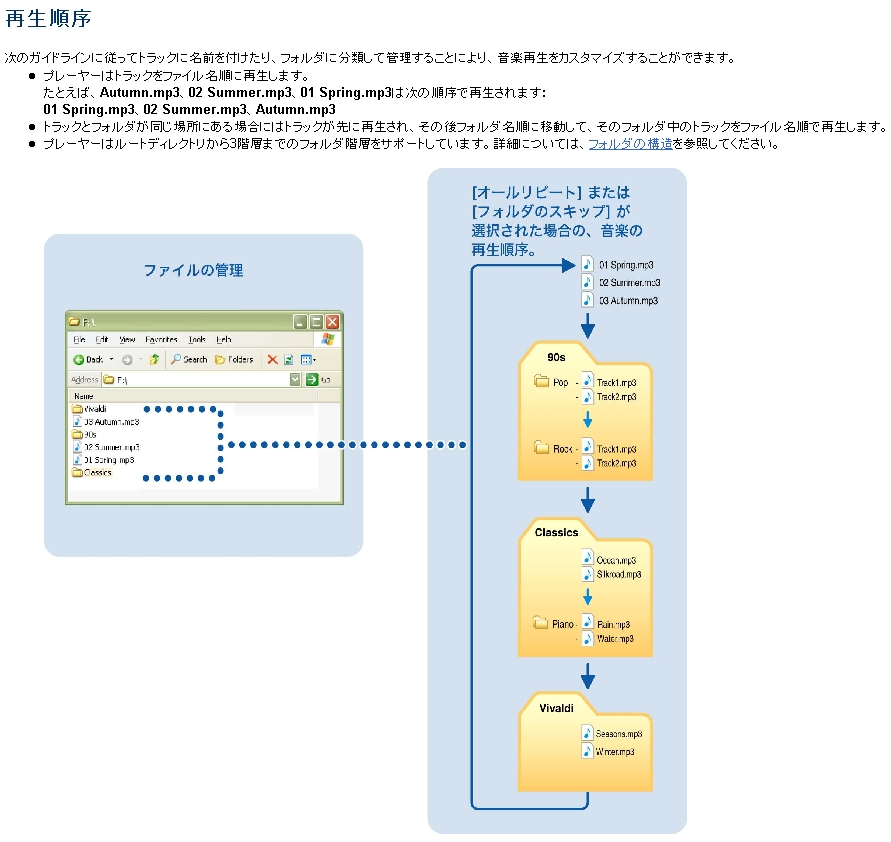 再生順序
次のガイドラインに従ってトラックに名前を付けたり、フォルダに分類して管理することにより、音楽再生をカスタマイズすることができます。
● プレーヤーはトラックをファイル名順に再生します。
たとえば、Autumn.mp3、02 Summer.mp3、01 Spring.mp3は次の順序で再生されます:
01 Spring.mp3、02 Summer.mp3、Autumn.mp3
● トラックとフォルダが同じ場所にある場合にはトラックが先に再生され、その後フォルダ名順に移動して、そのフォルダ中のトラックをファイル名順で再生します。
● プレーヤーはルートディレクトリから3階層までのフォルダ階層をサポートしています。詳細については、フォルダの構造を参照してください。
ファイルの管理
F:\
File Edit View Favorites Tools Help
Back Search Folders
Address F:\ Go
Name
Vivaldi
03 Autumn.mp3
90s
02 Summer.mp3
01 Spring.mp3
Classics
[オールリピート] または
[フォルダのスキップ] が
選択された場合の、音楽の
再生順序。
01 Spring.mp3
02 Summer.mp3
03 Autumn.mp3
90s
Pop - Track1.mp3
- Track2.mp3
Rock - Track1.mp3
- Track2.mp3
Classics
Ocean.mp3
Silkroad.mp3
Piano - Rain.mp3
- Water.mp3
Vivaldi
Seasons.mp3
Winter.mp3